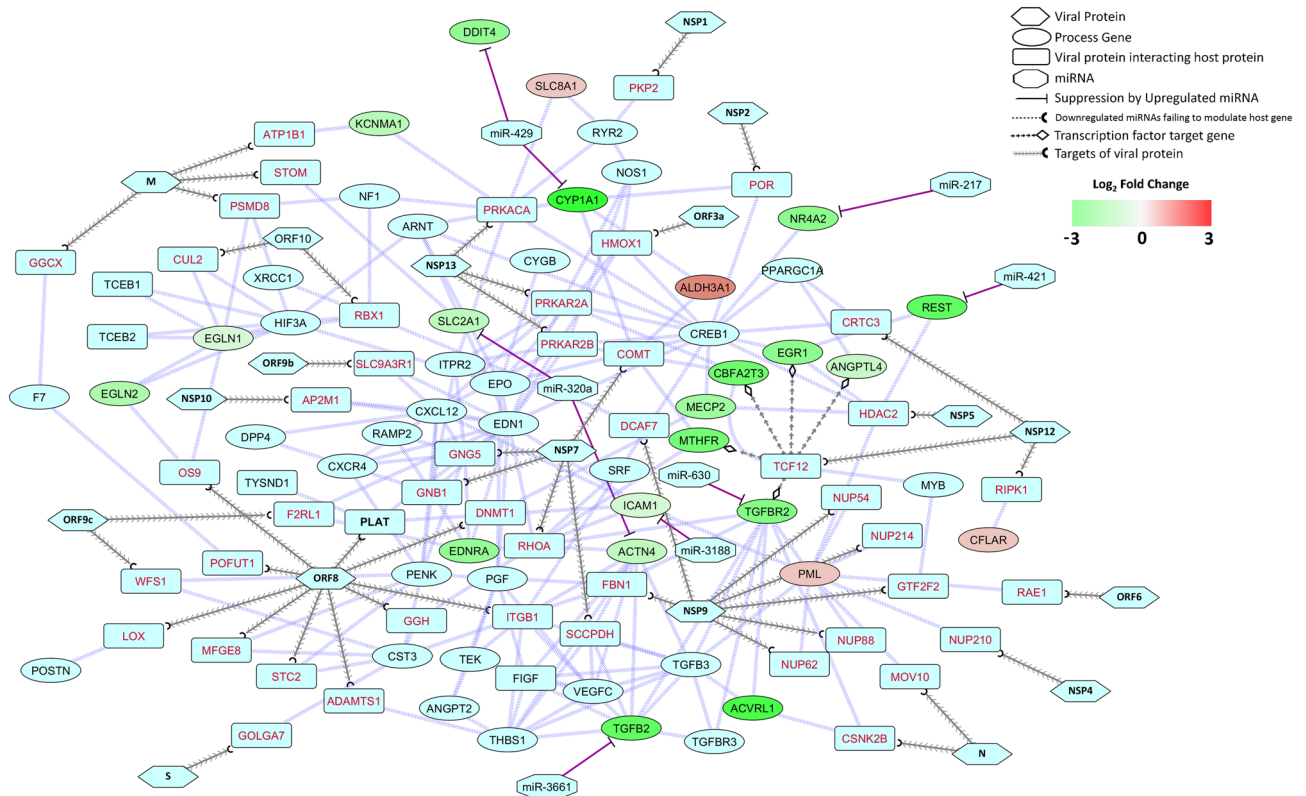 NSP1
Viral Protein
Process Gene
Viral protein interacting host protein
miRNA
Suppression by Upregulated miRNA
Downregulated miRNAs failing to modulate host gene
Transcription factor target gene
Targets of viral protein
Log2 Fold Change
-3
0
3
DDIT4
SLC8A1
PKP2
NSP2
KCNMA1
ATP1B1
miR-429
RYR2
M
STOM
NOS1
POR
miR-217
PSMD8
NF1
PRKACA
CYP1A1
NR4A2
ARNT
ORF3a
ORF10
HMOX1
GGCX
CUL2
NSP13
CYGB
PPARGC1A
miR-421
XRCC1
TCEB1
PRKAR2A
ALDH3A1
REST
RBX1
SLC2A1
HIF3A
CREB1
CRTC3
TCEB2
EGLN1
PRKAR2B
COMT
EGR1
ORF9b
SLC9A3R1
ITPR2
CBFA2T3
ANGPTL4
EPO
miR-320a
F7
EGLN2
NSP10
AP2M1
MECP2
HDAC2
NSP5
CXCL12
EDN1
DCAF7
NSP12
DPP4
RAMP2
MTHFR
NSP7
GNG5
CXCR4
TCF12
OS9
SRF
miR-630
TYSND1
GNB1
MYB
RIPK1
NUP54
ICAM1
TGFBR2
ORF9c
F2RL1
PLAT
DNMT1
NUP214
CFLAR
EDNRA
RHOA
ACTN4
miR-3188
POFUT1
PENK
PML
WFS1
ORF8
PGF
FBN1
GTF2F2
RAE1
ORF6
NSP9
GGH
ITGB1
LOX
SCCPDH
NUP88
NUP210
MFGE8
CST3
TEK
NUP62
POSTN
STC2
FIGF
TGFB3
MOV10
NSP4
VEGFC
ADAMTS1
ANGPT2
ACVRL1
TGFB2
GOLGA7
THBS1
TGFBR3
CSNK2B
N
S
miR-3661